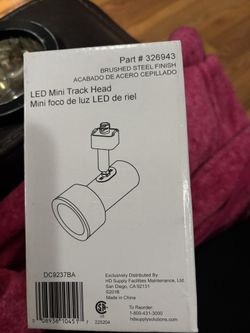 Part # 326943
BRUSHED STEEL FINISH
ACABADO DE ACERO CEPILLADO
LED Mini Track Head
Mini foco de luz LED de riel
DC9237BA
Exclusively Distributed By
HD Supply Facilities Maintenance, Ltd.
San Diego, CA 92131
©2018
Made in China
To Reorder:
1-800-431-3000
hdsupplysolutions.com
225204